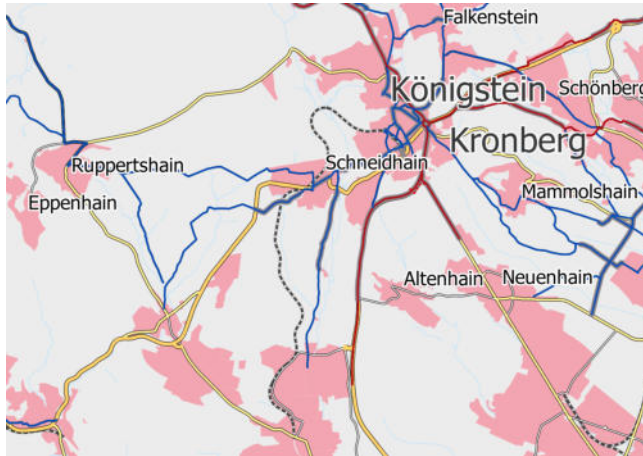 Falkenstein
Königstein
Schönberg
Kronberg
Schneidhain
Ruppertshain
Mammolshain
Eppenhain
Altenhain
Neuenhain